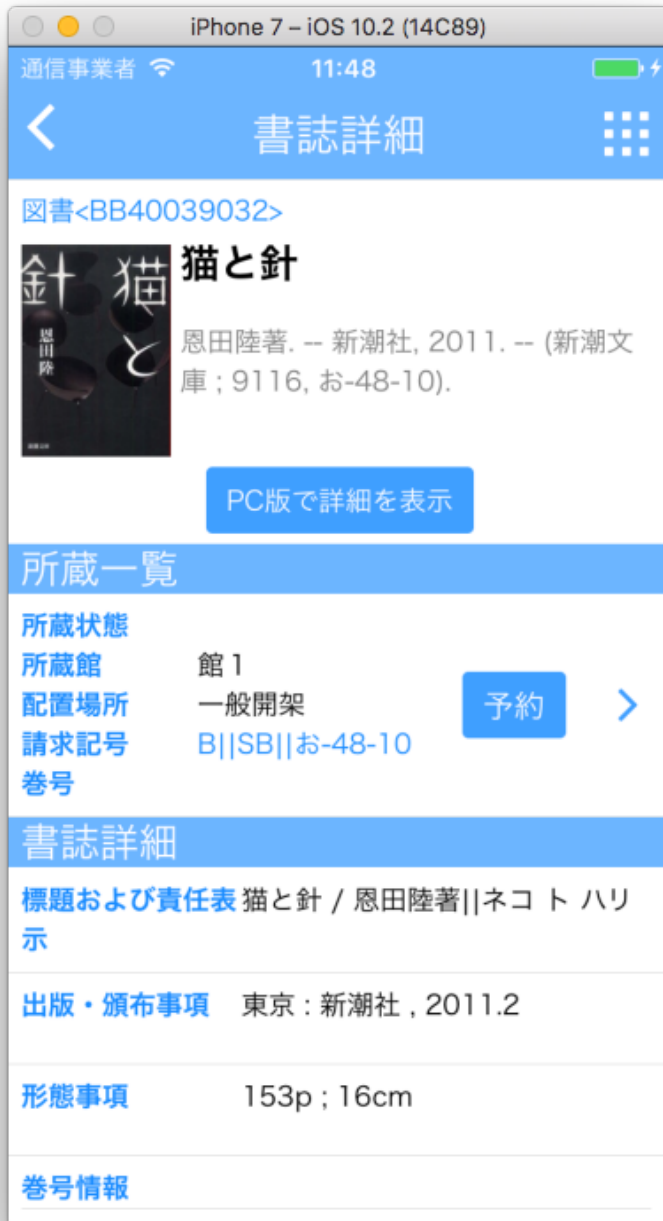 iPhone 7 – iOS 10.2 (14C89)
通信事業者 11:48
書誌詳細
図書<BB40039032>
猫と針
恩田陸
猫と針
恩田陸著. -- 新潮社, 2011. -- (新潮文
庫 ; 9116, お-48-10).
PC版で詳細を表示
所蔵一覧
所蔵状態
所蔵館 館1
配置場所 一般開架
予約
請求記号 B||SB||お-48-10
巻号
書誌詳細
標題および責任表 猫と針 / 恩田陸著||ネコ ト ハリ
示
出版・頒布事項 東京 : 新潮社 , 2011.2
形態事項 153p ; 16cm
巻号情報